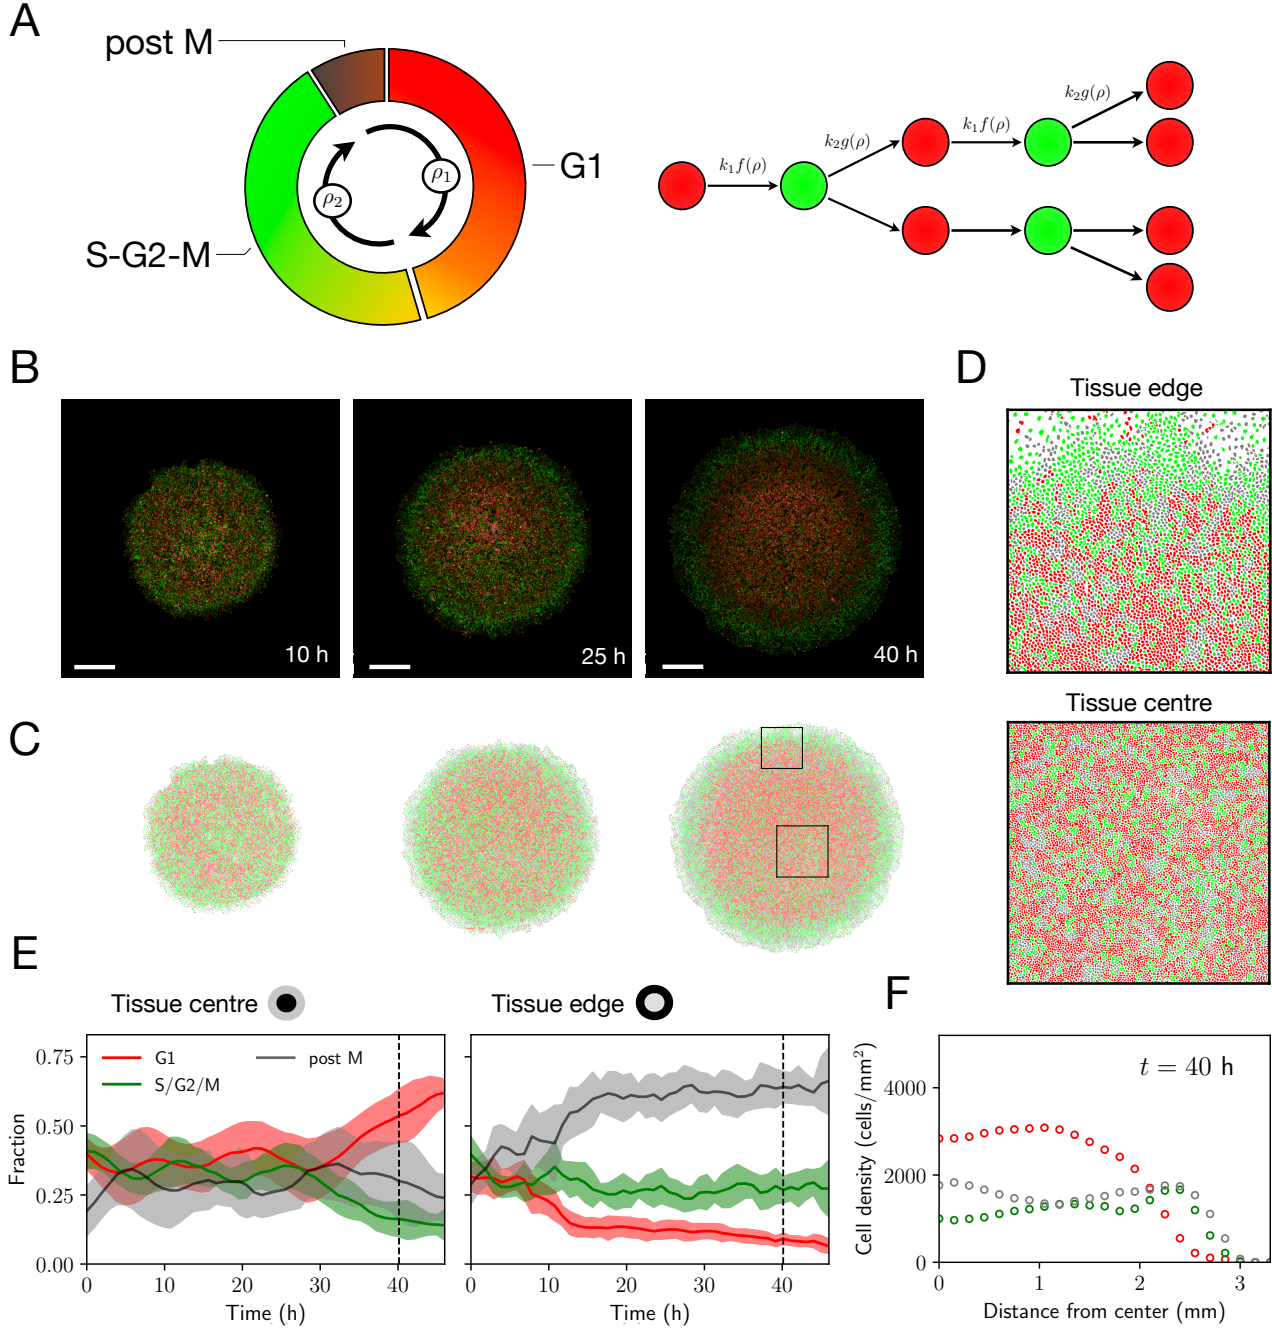 A
post M
G1
S-G2-M
ρ1
ρ2
k1f(ρ)
k2g(ρ)
k1f(ρ)
k2g(ρ)
B
10 h
25 h
40 h
C
D
Tissue edge
Tissue centre
E
Tissue centre
Tissue edge
G1
S/G2/M
post M
Fraction
0.75
0.50
0.25
0.00
0
10
20
30
40
Time (h)
0
10
20
30
40
Time (h)
F
t = 40 h
Cell density (cells/mm²)
4000
2000
0
0
1
2
3
Distance from center (mm)